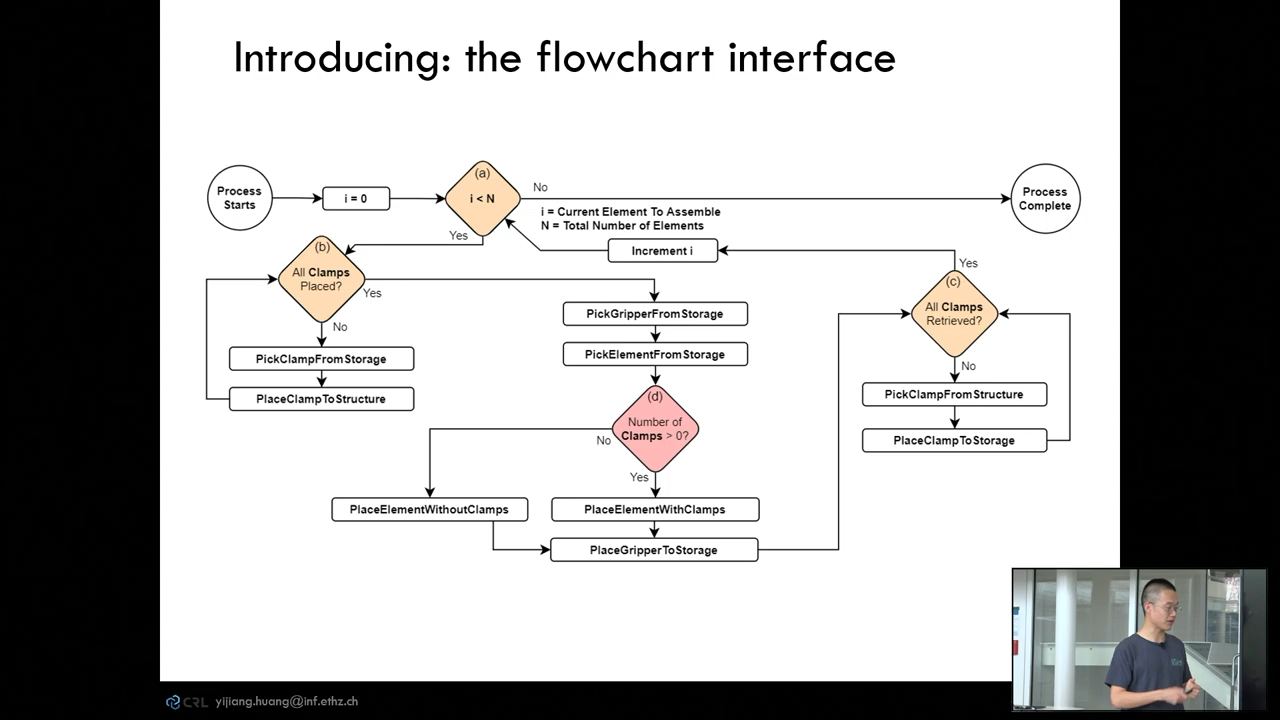 Introducing: the flowchart interface
Process
Starts
i = 0
(a)
i < N
No
Process
Complete
i = Current Element To Assemble
N = Total Number of Elements
Yes
Increment i
(b)
All Clamps
Placed?
Yes
No
PickClampFromStorage
PlaceClampToStructure
PickGripperFromStorage
PickElementFromStorage
(d)
Number of
Clamps > 0?
No
Yes
PlaceElementWithoutClamps
PlaceElementWithClamps
PlaceGripperToStorage
Yes
(c)
All Clamps
Retrieved?
No
PickClampFromStructure
PlaceClampToStorage
CRL yijiang.huang@inf.ethz.ch